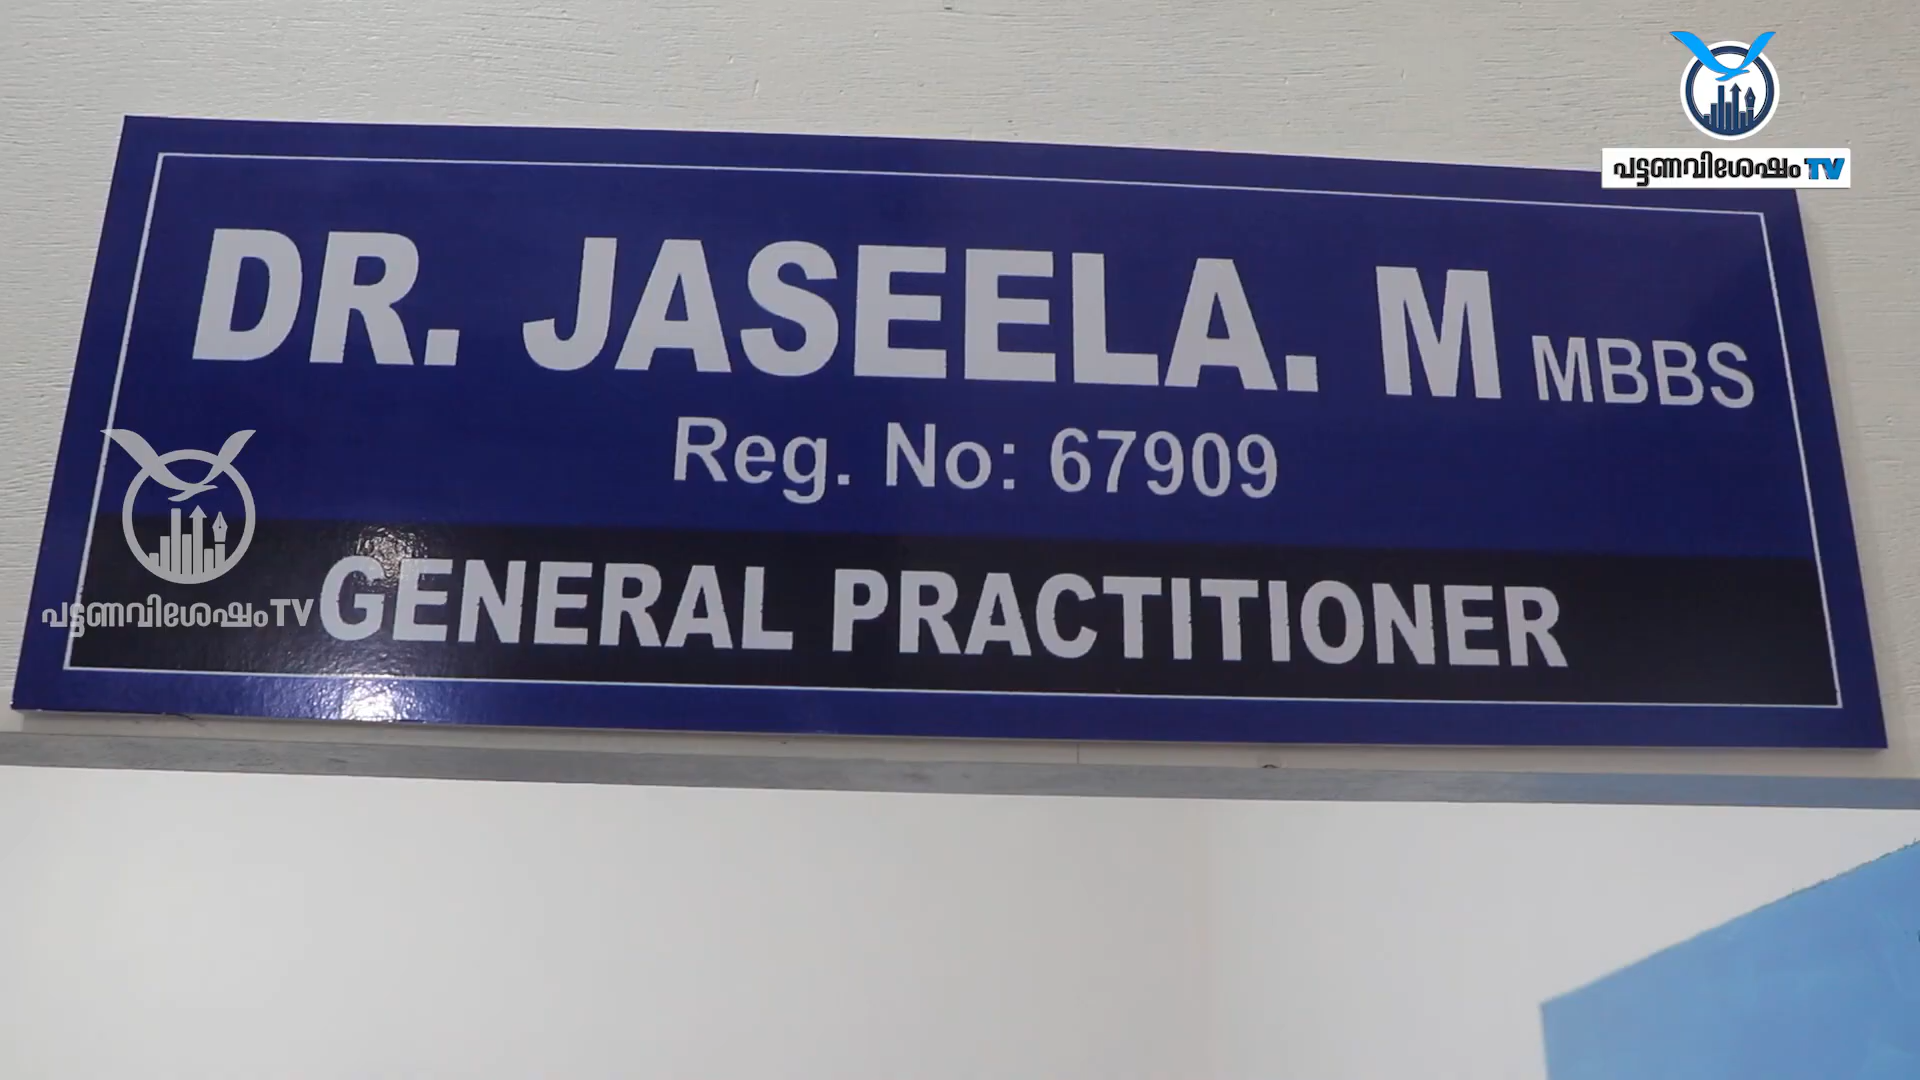 പട്ടണവിശേഷം TV
DR. JASEELA. M MBBS
Reg. No: 67909
GENERAL PRACTITIONER
പട്ടണവിശേഷം TV